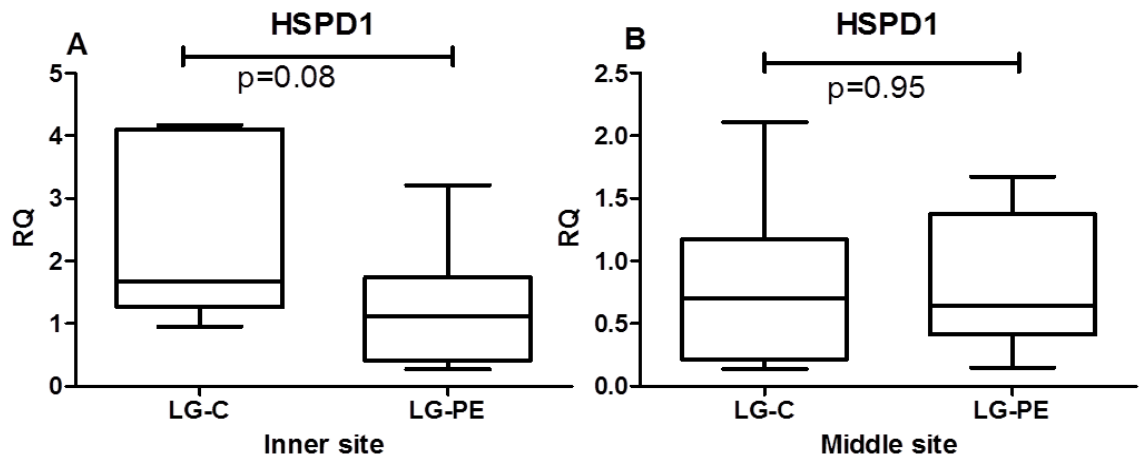 A
HSPD1
p=0.08
5
4
3
2
1
0
RQ
LG-C LG-PE
Inner site
B
HSPD1
p=0.95
2.5
2.0
1.5
1.0
0.5
0.0
RQ
LG-C LG-PE
Middle site